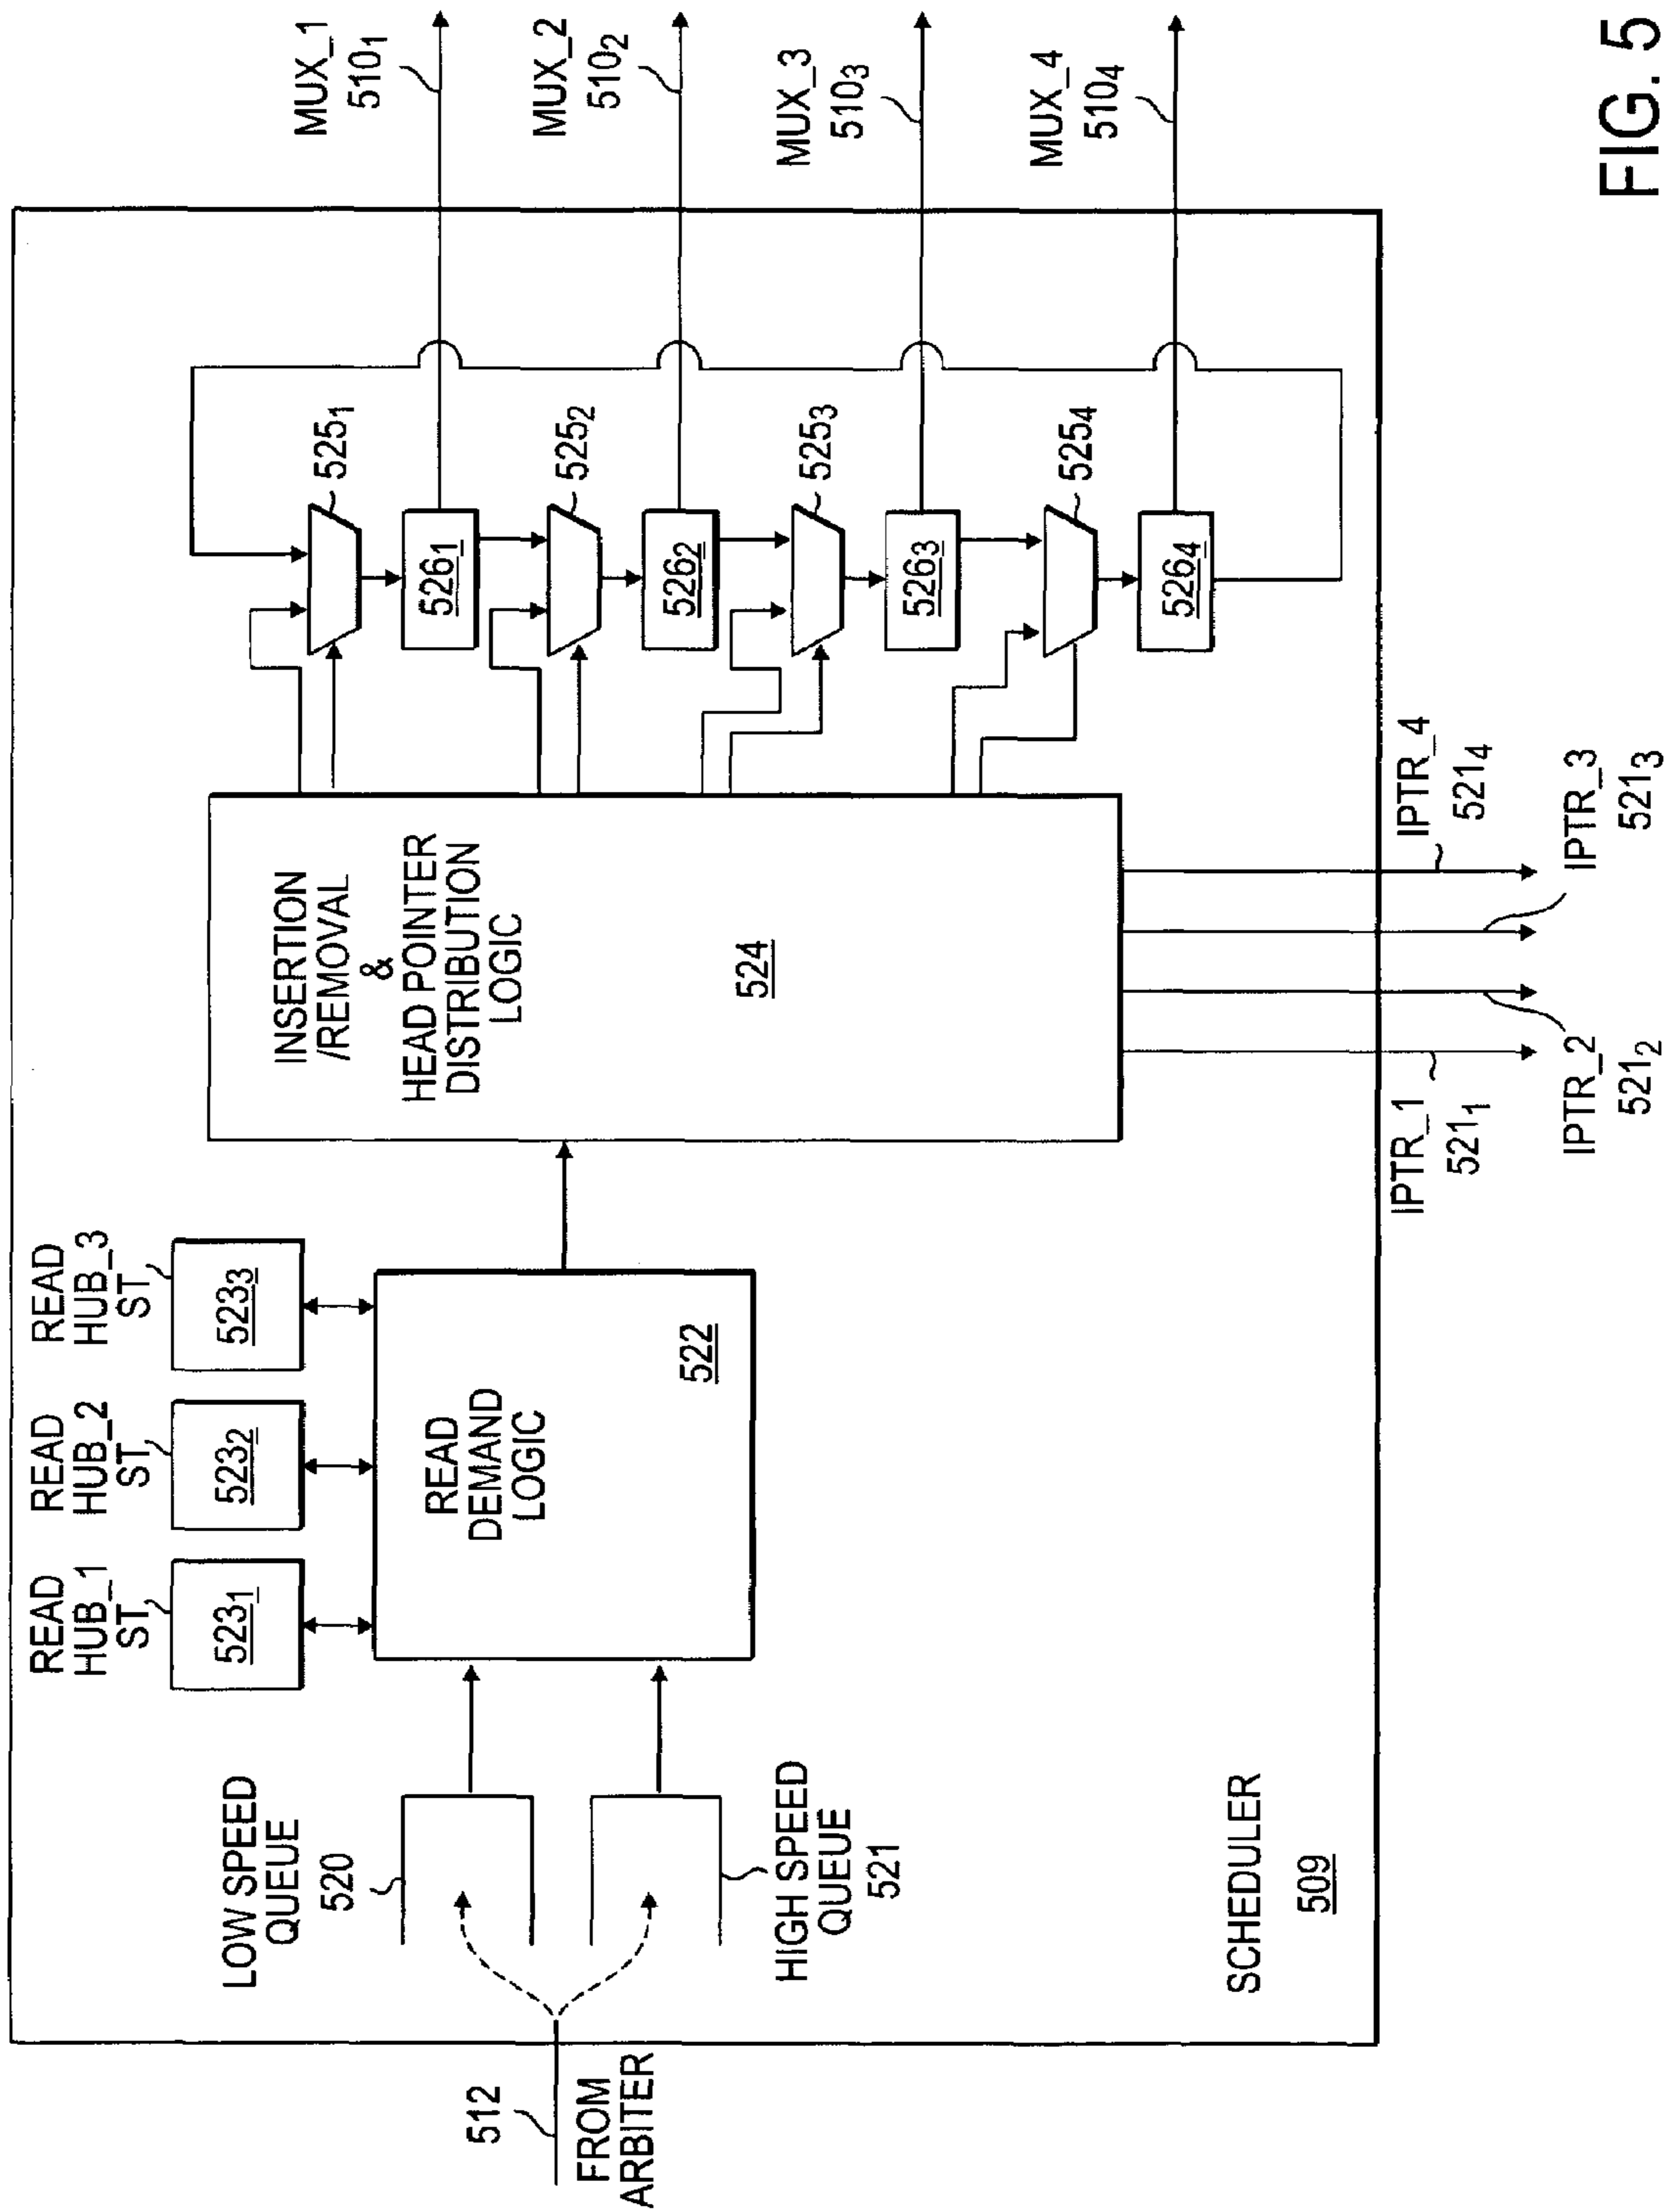 MUX_1
510₁
MUX_2
510₂
MUX_3
510₃
MUX_4
510₄
READ
HUB_1
ST
523₁
READ
HUB_2
ST
523₂
READ
HUB_3
ST
523₃
LOW SPEED
QUEUE
520
512
FROM
ARBITER
HIGH SPEED
QUEUE
521
READ
DEMAND
LOGIC
522
INSERTION
/REMOVAL
&
HEAD POINTER
DISTRIBUTION
LOGIC
524
525₁
526₁
525₂
526₂
525₃
526₃
525₄
526₄
SCHEDULER
509
IPTR_1
521₁
IPTR_2
521₂
IPTR_3
521₃
IPTR_4
521₄
FIG. 5